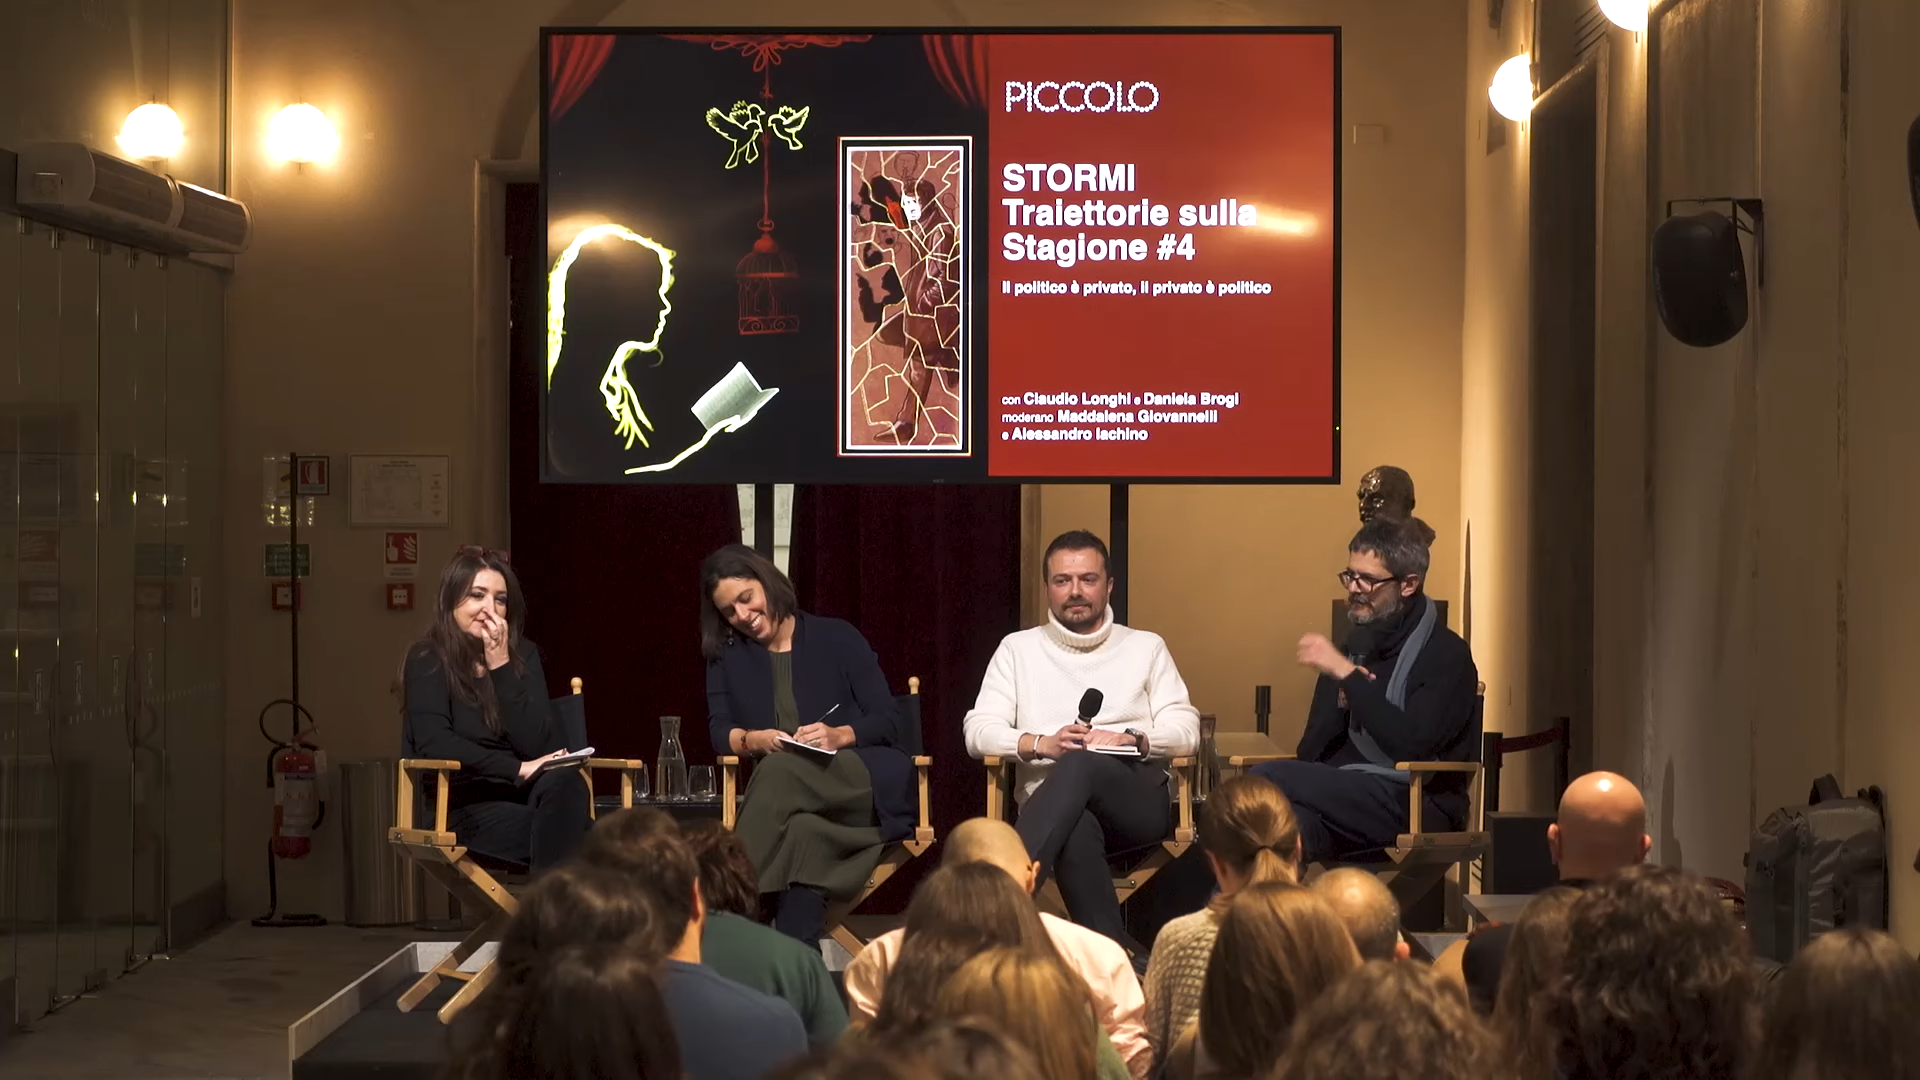 PICCOLO
STORMI
Traiettorie sulla
Stagione #4
Il politico è privato, il privato è politico
con Claudio Longhi e Daniela Brogi
moderano Maddalena Giovannelli
e Alessandro Iachino